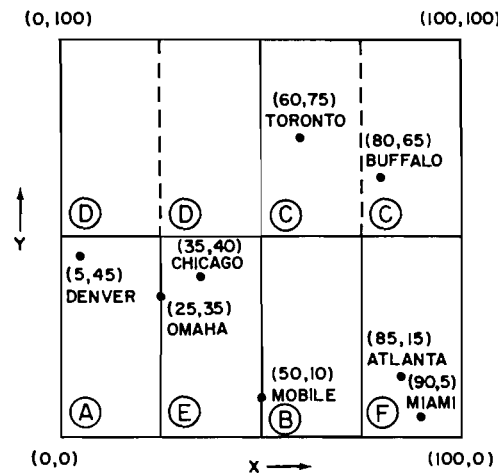 (0,100)
(100,100)
(60,75)
TORONTO
(80,65)
BUFFALO
D
D
C
C
Y
(5,45)
DENVER
(35,40)
CHICAGO
(25,35)
OMAHA
(50,10)
MOBILE
(85,15)
ATLANTA
(90,5)
MIAMI
A
E
B
F
(0,0)
X
(100,0)